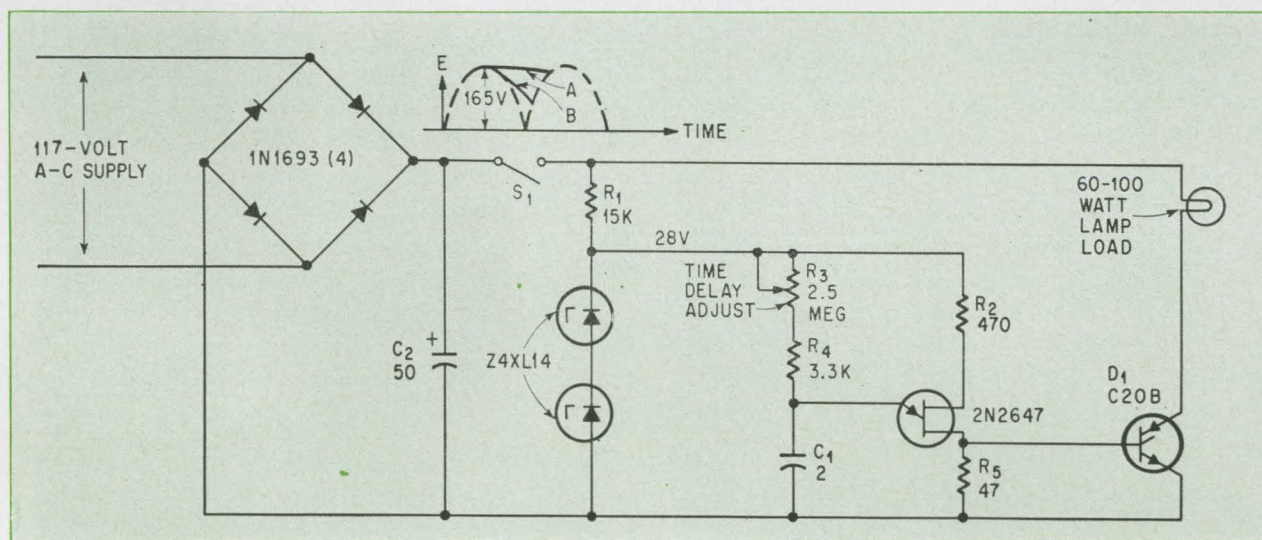 117-VOLT
A-C SUPPLY
1N1693 (4)
E
165V
A
B
TIME
S1
R1
15K
28V
C2
50
+
Z4XL14
TIME
DELAY
ADJUST
R3
2.5
MEG
R4
3.3K
C1
2
R2
470
2N2647
R5
47
60-100
WATT
LAMP
LOAD
D1
C20B